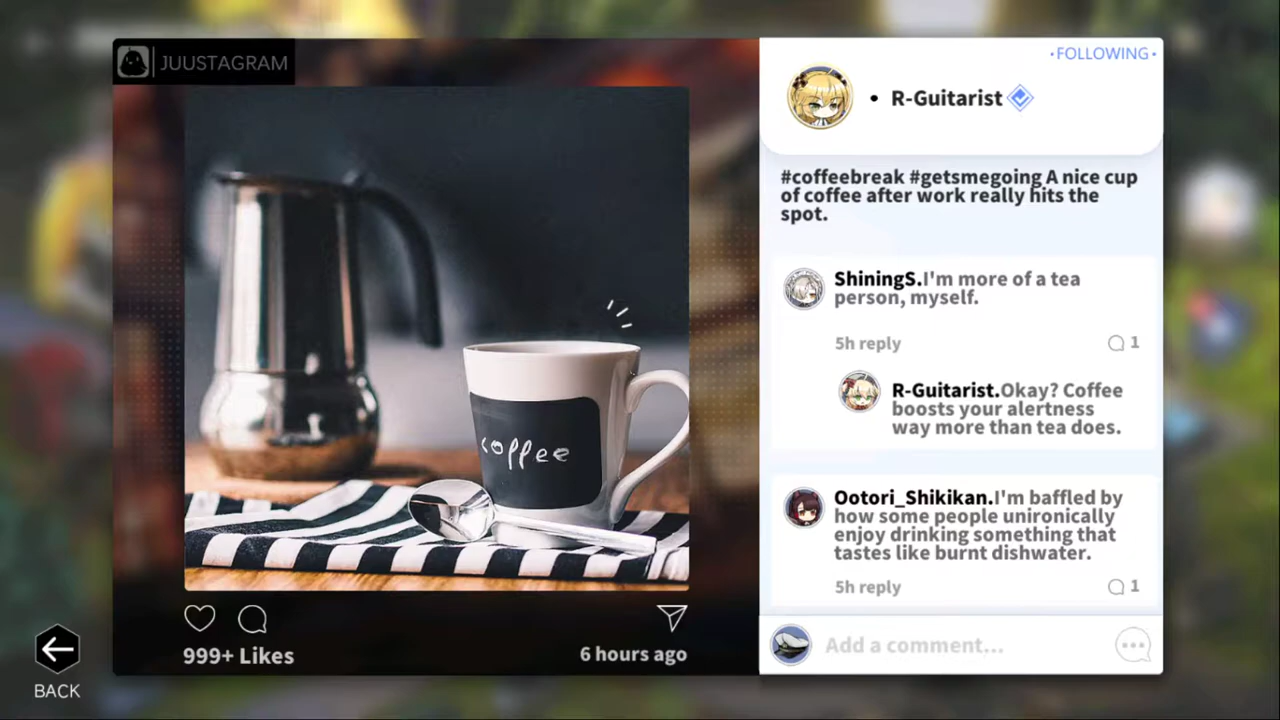 JUUSTAGRAM
•FOLLOWING•
• R-Guitarist
#coffeebreak #getsmegoing A nice cup
of coffee after work really hits the
spot.
ShiningS.I'm more of a tea
person, myself.
5h reply
1
R-Guitarist.Okay? Coffee
boosts your alertness
way more than tea does.
Ootori_Shikikan.I'm baffled by
how some people unironically
enjoy drinking something that
tastes like burnt dishwater.
5h reply
1
Add a comment...
coffee
999+ Likes
6 hours ago
BACK